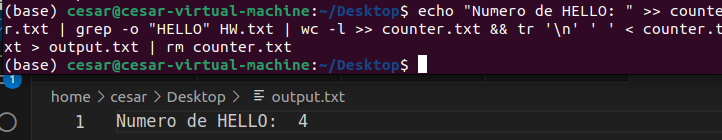 (base) cesar@cesar-virtual-machine:~/Desktop$ echo "Numero de HELLO: " >> counte
r.txt | grep -o "HELLO" HW.txt | wc -l >> counter.txt && tr '\n' ' ' < counter.t
xt > output.txt | rm counter.txt
(base) cesar@cesar-virtual-machine:~/Desktop$
1
home > cesar > Desktop > output.txt
1 Numero de HELLO:  4